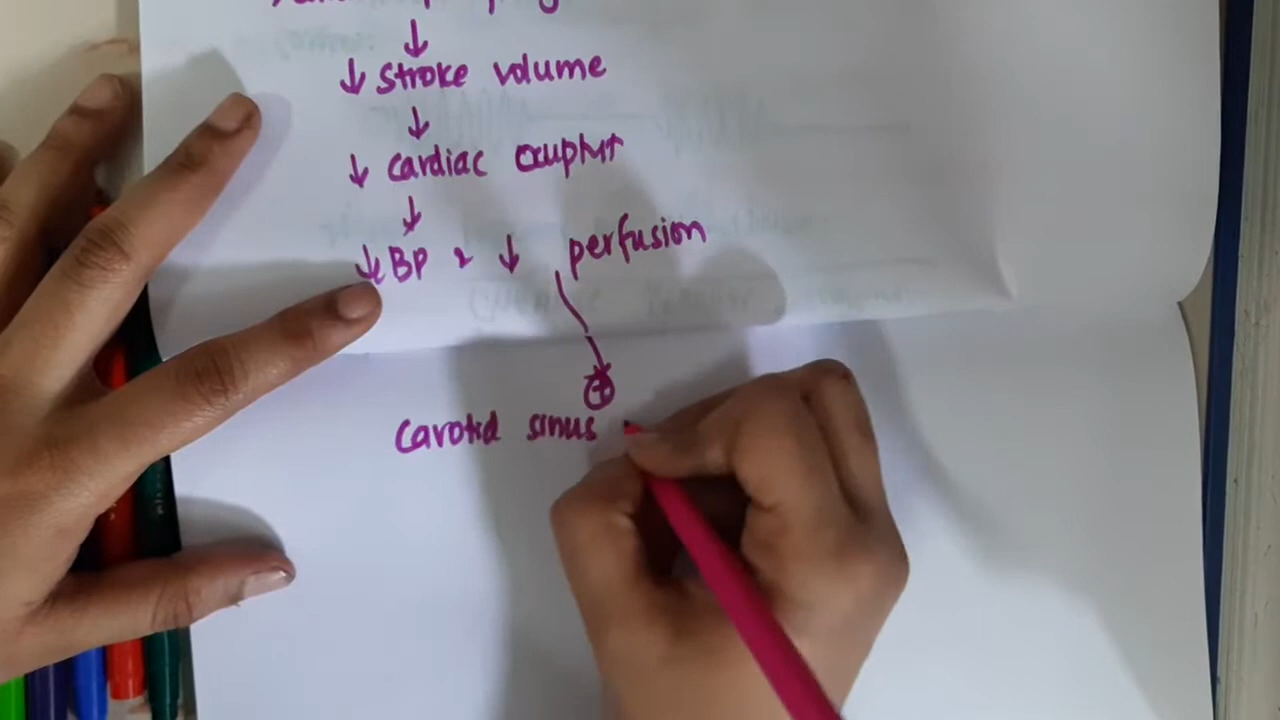 ↓
↓ stroke volume
↓
↓ cardiac ouptut
↓
↓ BP & ↓ perfusion
⊕
carotid sinus